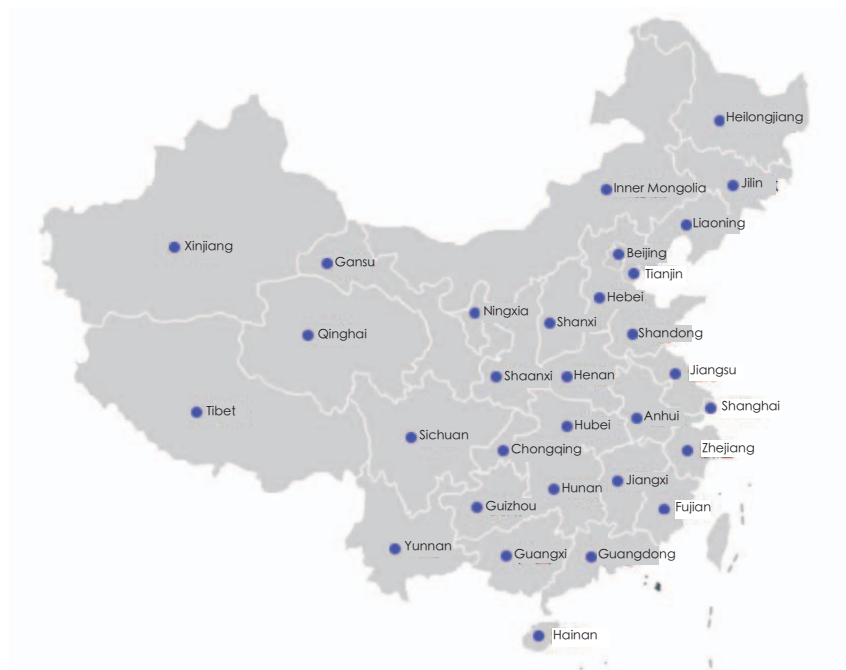 Heilongjiang
Jilin
Inner Mongolia
Liaoning
Xinjiang
Beijing
Gansu
Tianjin
Hebei
Ningxia
Shanxi
Qinghai
Shandong
Jiangsu
Shaanxi
Henan
Shanghai
Tibet
Anhui
Hubei
Sichuan
Chongqing
Zhejiang
Jiangxi
Hunan
Guizhou
Fujian
Yunnan
Guangxi
Guangdong
Hainan